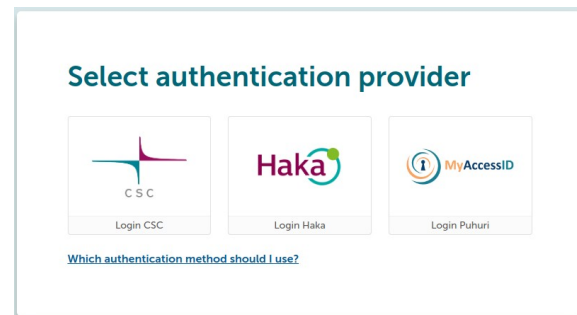 Select authentication provider
CSC
Haka
MyAccessID
Login CSC
Login Haka
Login Puhuri
Which authentication method should I use?